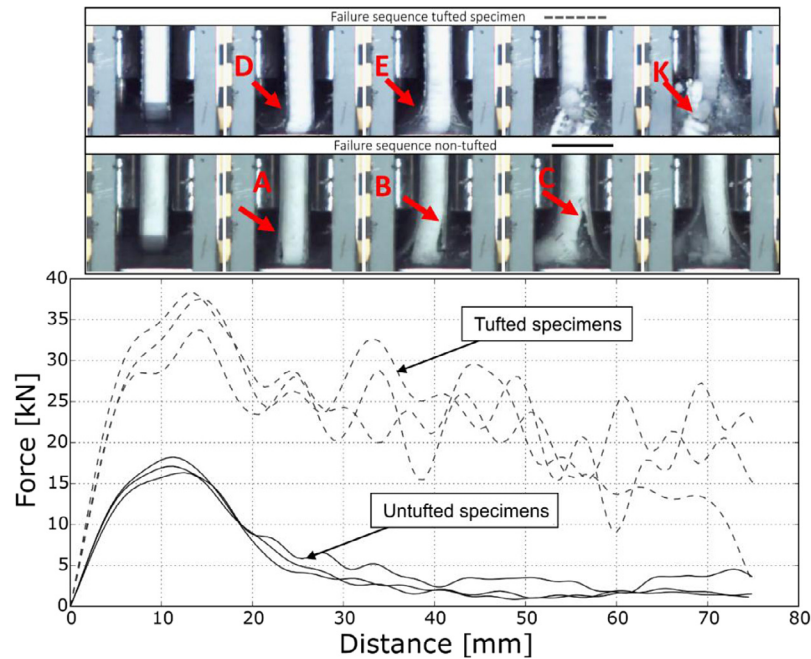 Failure sequence tufted specimen
D
E
K
Failure sequence non-tufted
A
B
C
40
35
30
25
20
15
10
5
0
Force [kN]
Tufted specimens
Untufted specimens
0 10 20 30 40 50 60 70 80
Distance [mm]